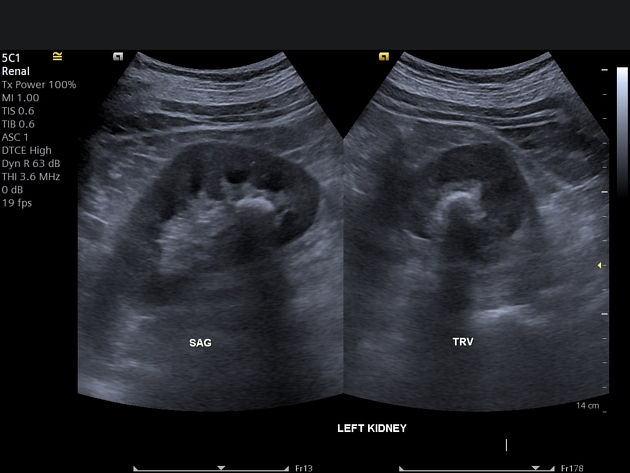 5C1
Renal
Tx Power 100%
MI 1.00
TIS 0.6
TIB 0.6
ASC 1
DTCE High
Dyn R 63 dB
THI 3.6 MHz
0 dB
19 fps
SAG
TRV
14 cm
LEFT KIDNEY
Fr13
Fr178